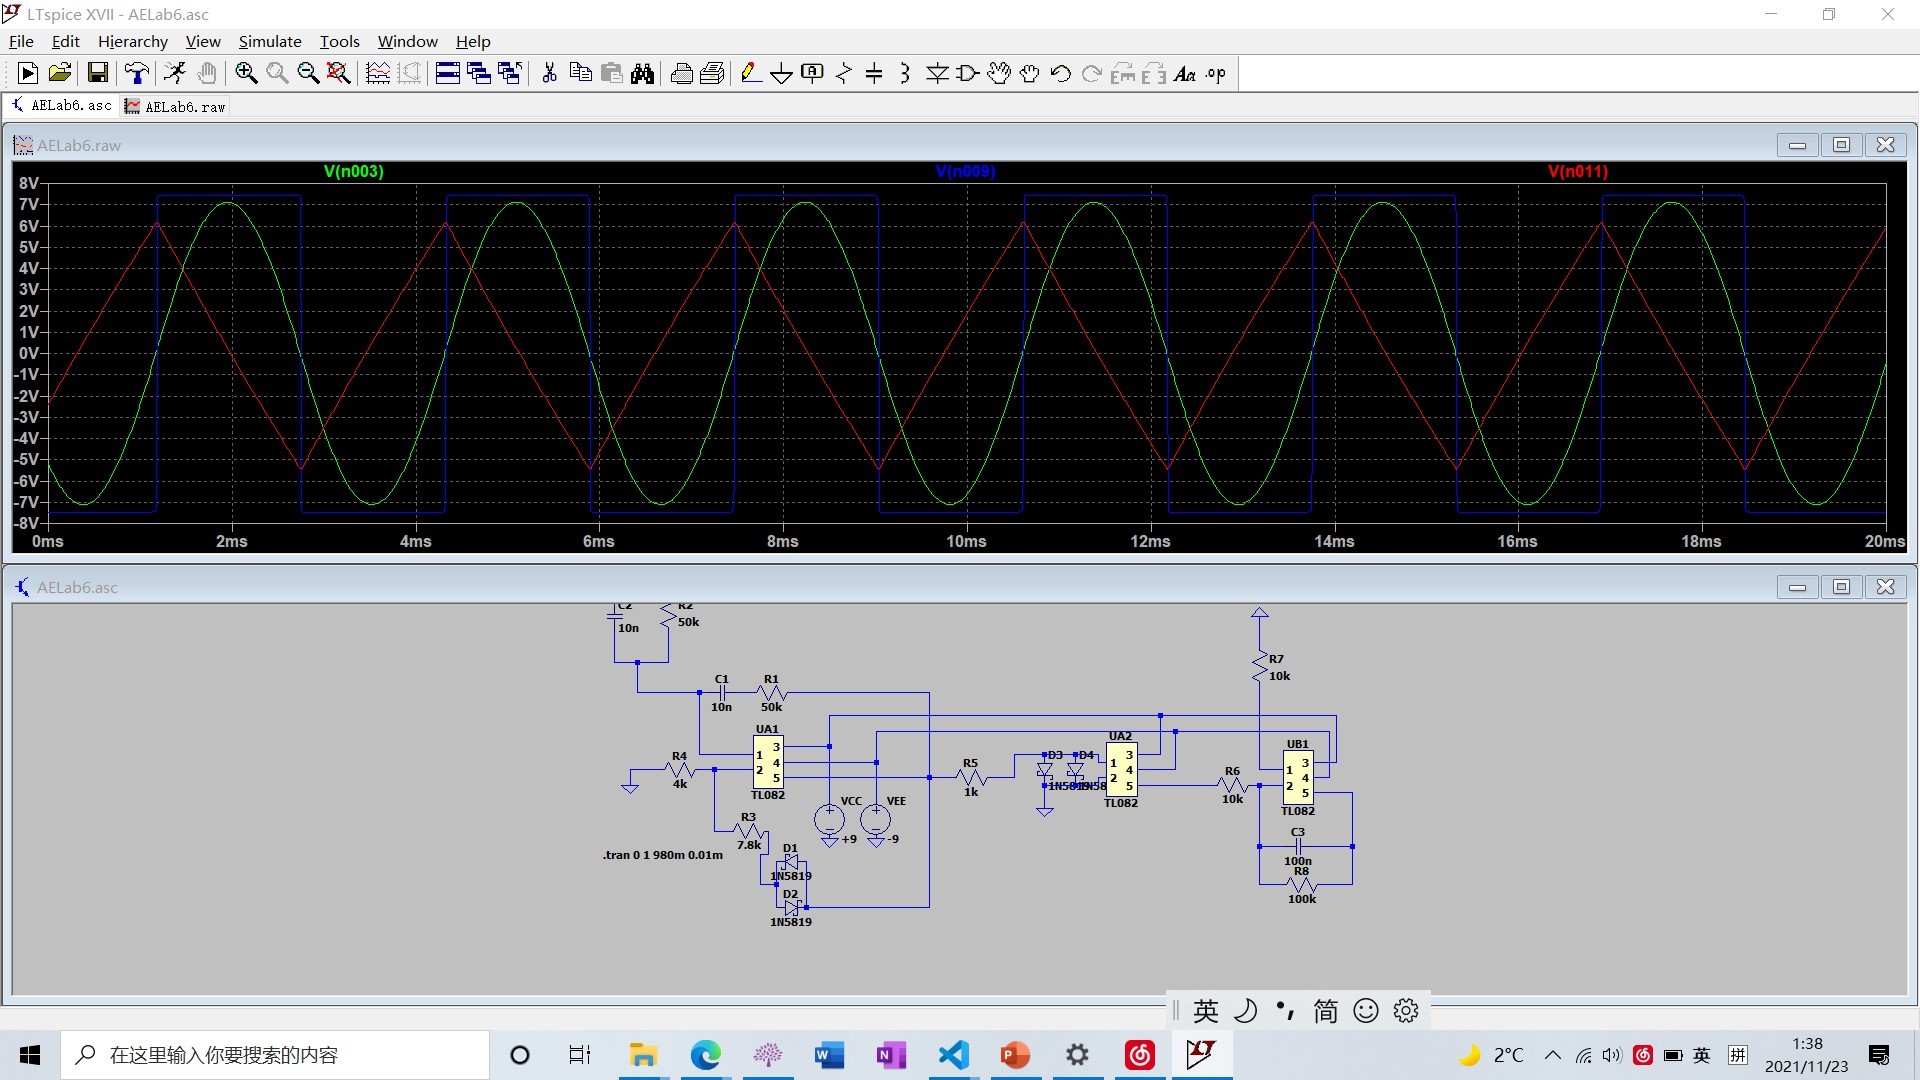 LTspice XVII - AELab6.asc
File Edit Hierarchy View Simulate Tools Window Help
AELab6.asc AELab6.raw
AELab6.raw
V(n003) V(n009) V(n011)
8V
7V
6V
5V
4V
3V
2V
1V
0V
-1V
-2V
-3V
-4V
-5V
-6V
-7V
-8V
0ms 2ms 4ms 6ms 8ms 10ms 12ms 14ms 16ms 18ms 20ms
AELab6.asc
C2 R2
10n 50k
R7
10k
C1 R1
10n 50k
UA1
3
1
4
2
5
TL082
R4
4k
R5
1k
D3 D4
1N5819
UA2
3
1
4
2
5
TL082
R6
10k
UB1
3
1
4
2
5
TL082
VCC VEE
+9 -9
R3
7.8k
.tran 0 1 980m 0.01m
D1
1N5819
D2
1N5819
C3
100n
R8
100k
英 简
在这里输入你要搜索的内容
2°C 英 拼
1:38
2021/11/23